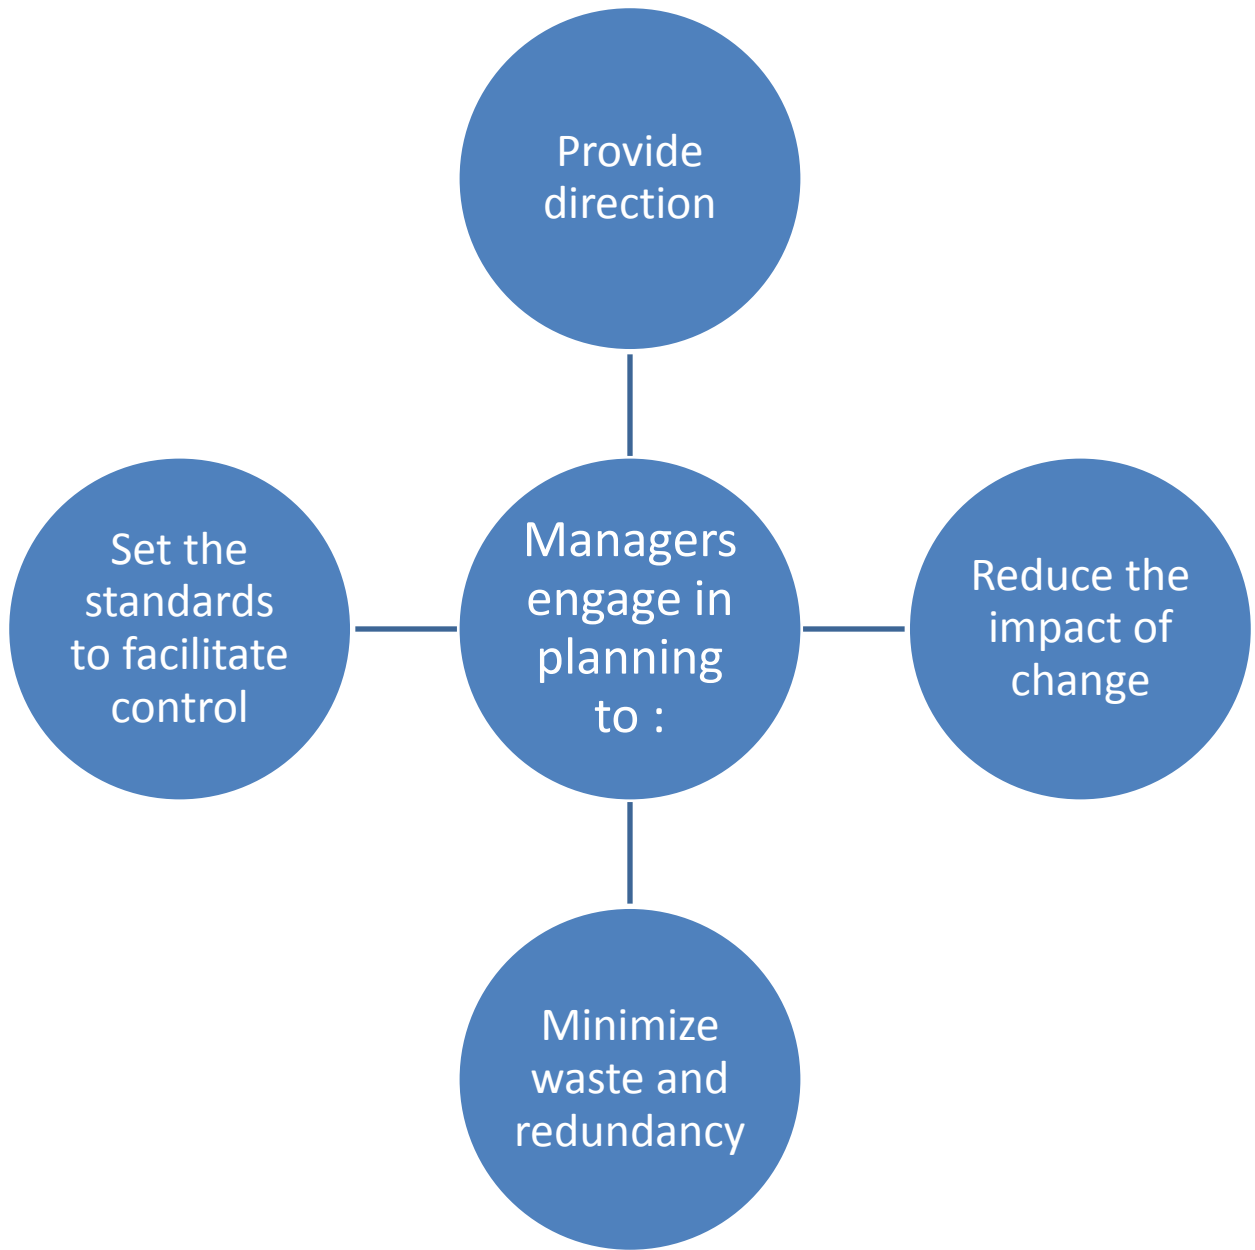 Provide
direction
Set the
standards
to facilitate
control
Managers
engage in
planning
to :
Reduce the
impact of
change
Minimize
waste and
redundancy